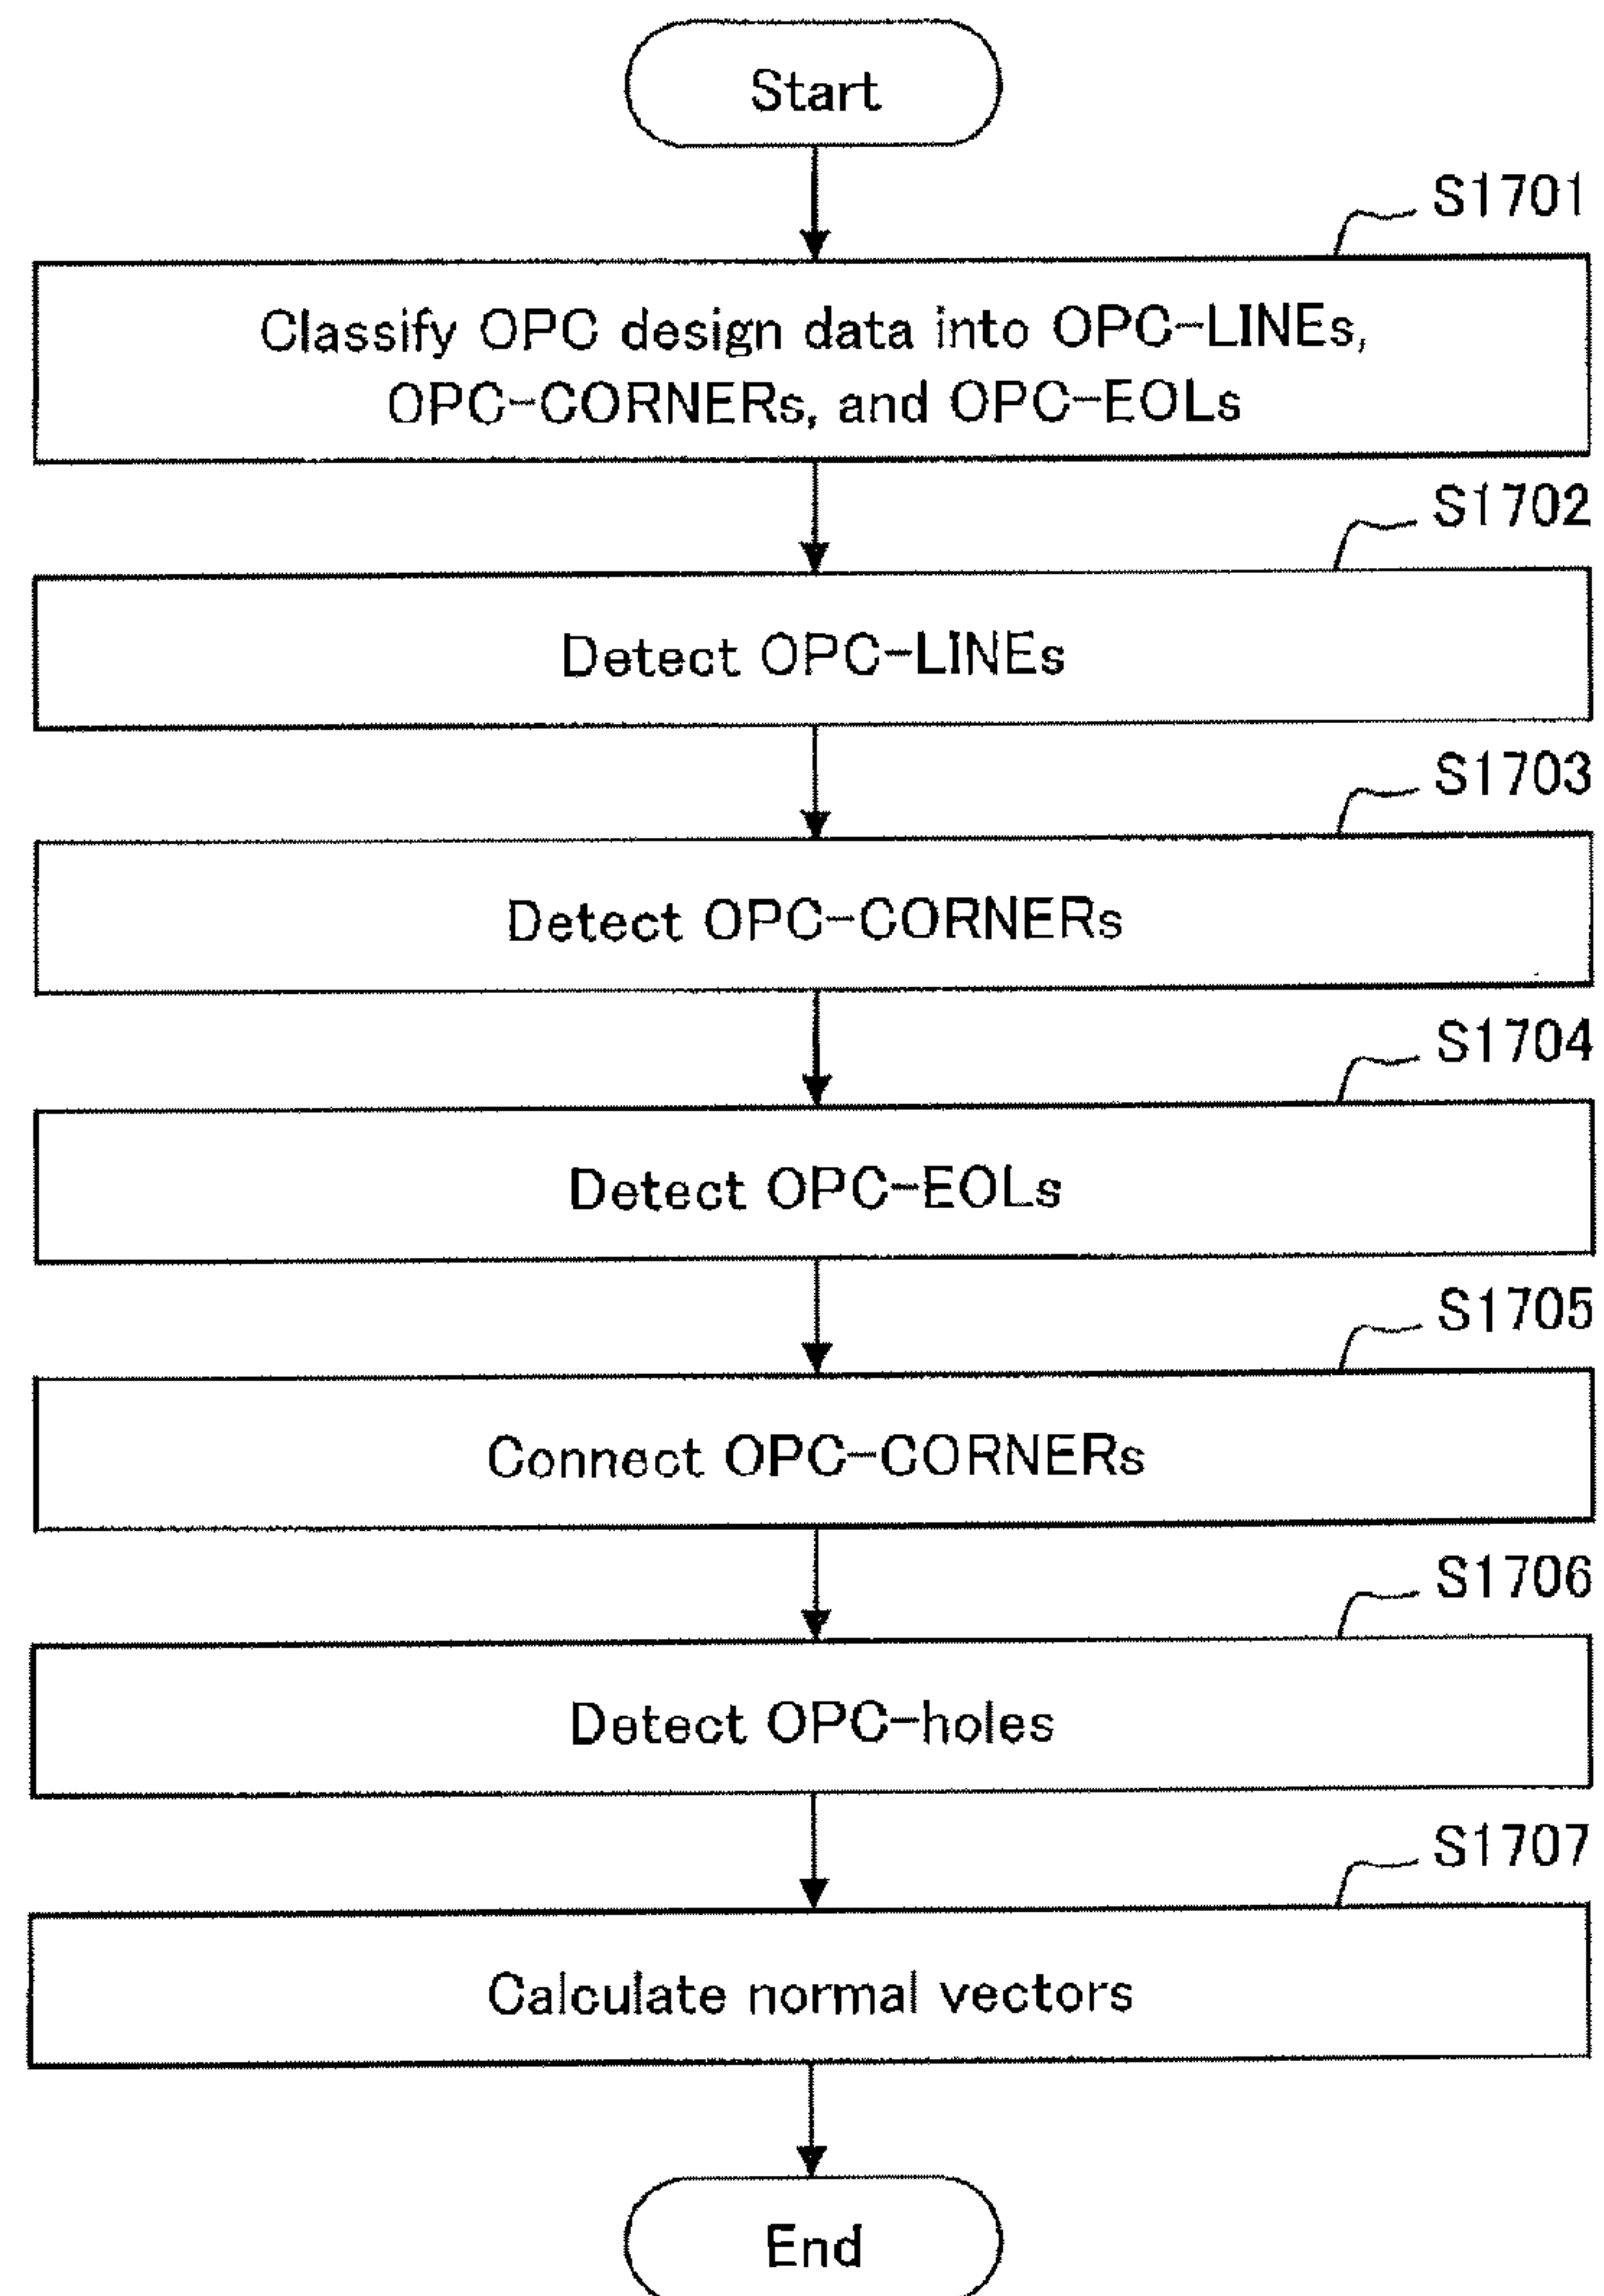 Start
S1701
Classify OPC design data into OPC-LINEs,
OPC-CORNERs, and OPC-EOLs
S1702
Detect OPC-LINEs
S1703
Detect OPC-CORNERs
S1704
Detect OPC-EOLs
S1705
Connect OPC-CORNERs
S1706
Detect OPC-holes
S1707
Calculate normal vectors
End